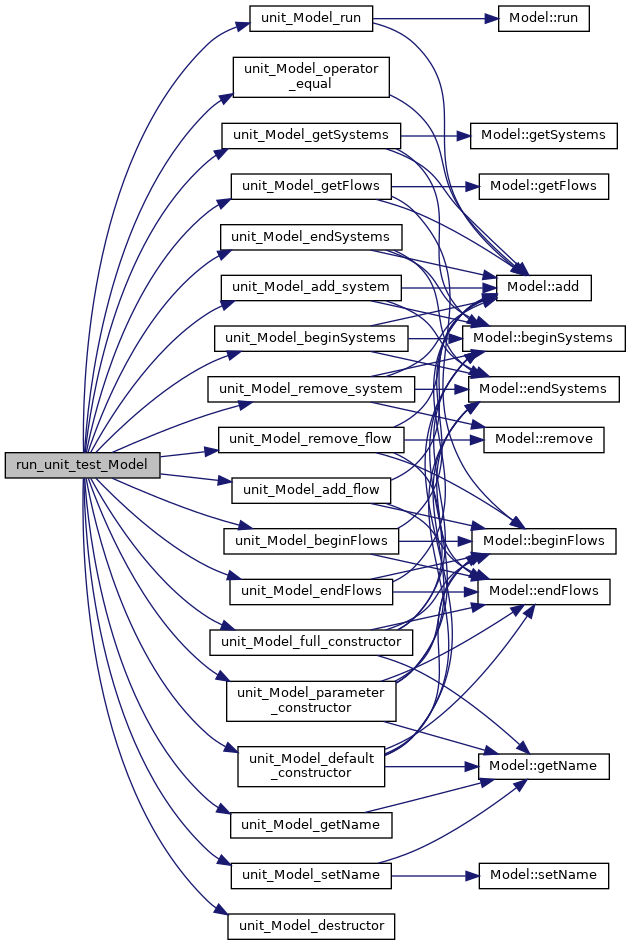 unit_Model_run
Model::run
unit_Model_operator
_equal
unit_Model_getSystems
Model::getSystems
unit_Model_getFlows
Model::getFlows
unit_Model_endSystems
unit_Model_add_system
Model::add
unit_Model_beginSystems
Model::beginSystems
unit_Model_remove_system
Model::endSystems
unit_Model_remove_flow
Model::remove
run_unit_test_Model
unit_Model_add_flow
unit_Model_beginFlows
Model::beginFlows
unit_Model_endFlows
Model::endFlows
unit_Model_full_constructor
unit_Model_parameter
_constructor
unit_Model_default
_constructor
Model::getName
unit_Model_getName
unit_Model_setName
Model::setName
unit_Model_destructor